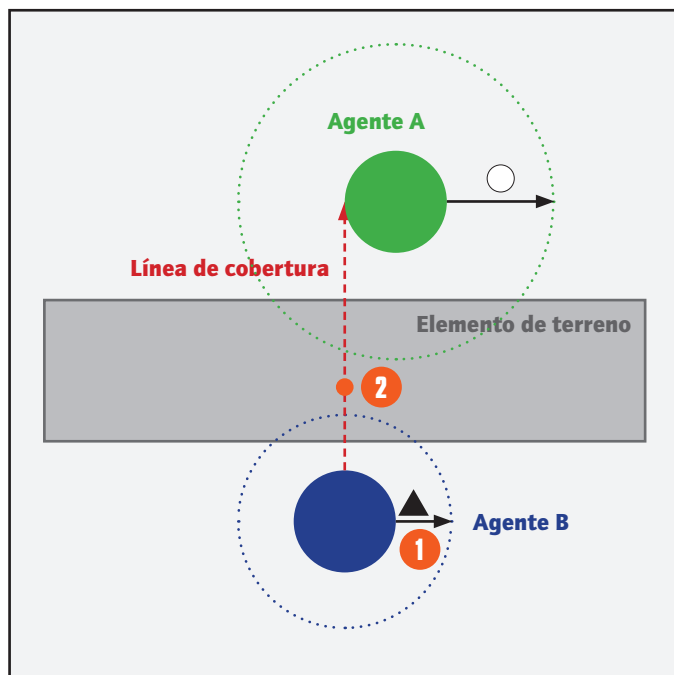 Agente A
Línea de cobertura
Elemento de terreno
2
Agente B
1